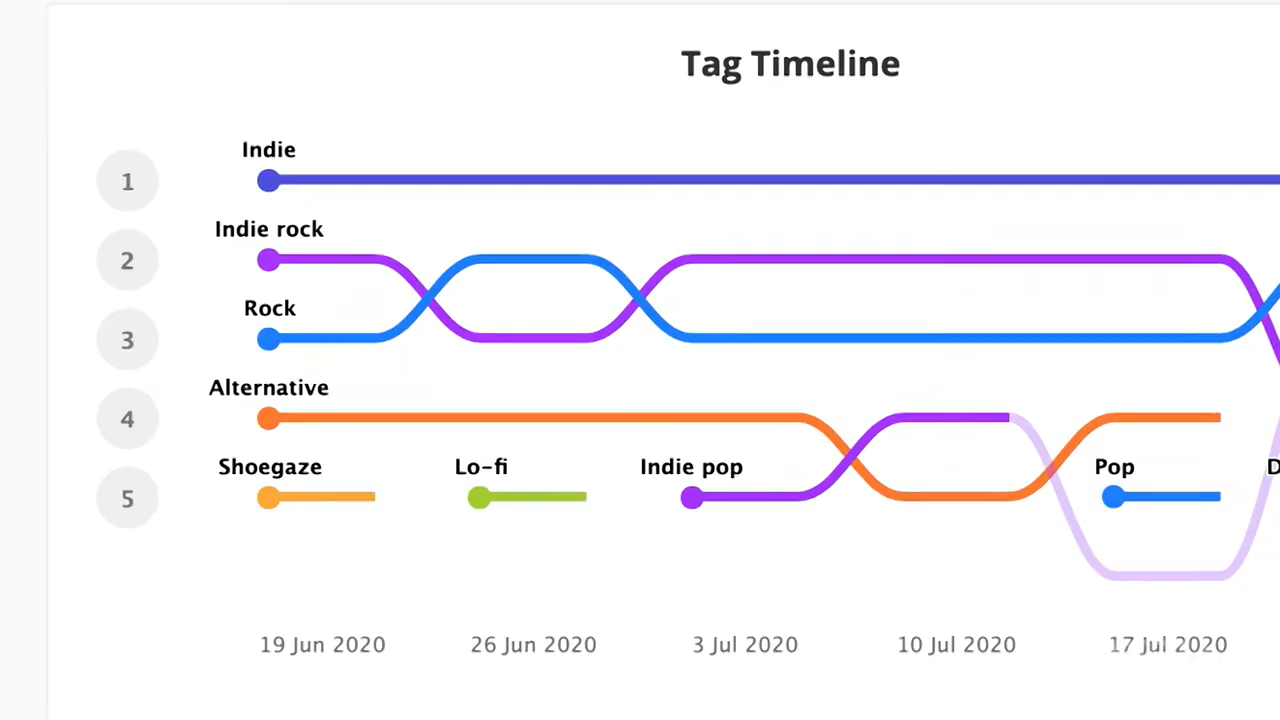 Tag Timeline
Indie
1
Indie rock
2
Rock
3
Alternative
4
Shoegaze Lo-fi Indie pop Pop D
5
19 Jun 2020 26 Jun 2020 3 Jul 2020 10 Jul 2020 17 Jul 2020